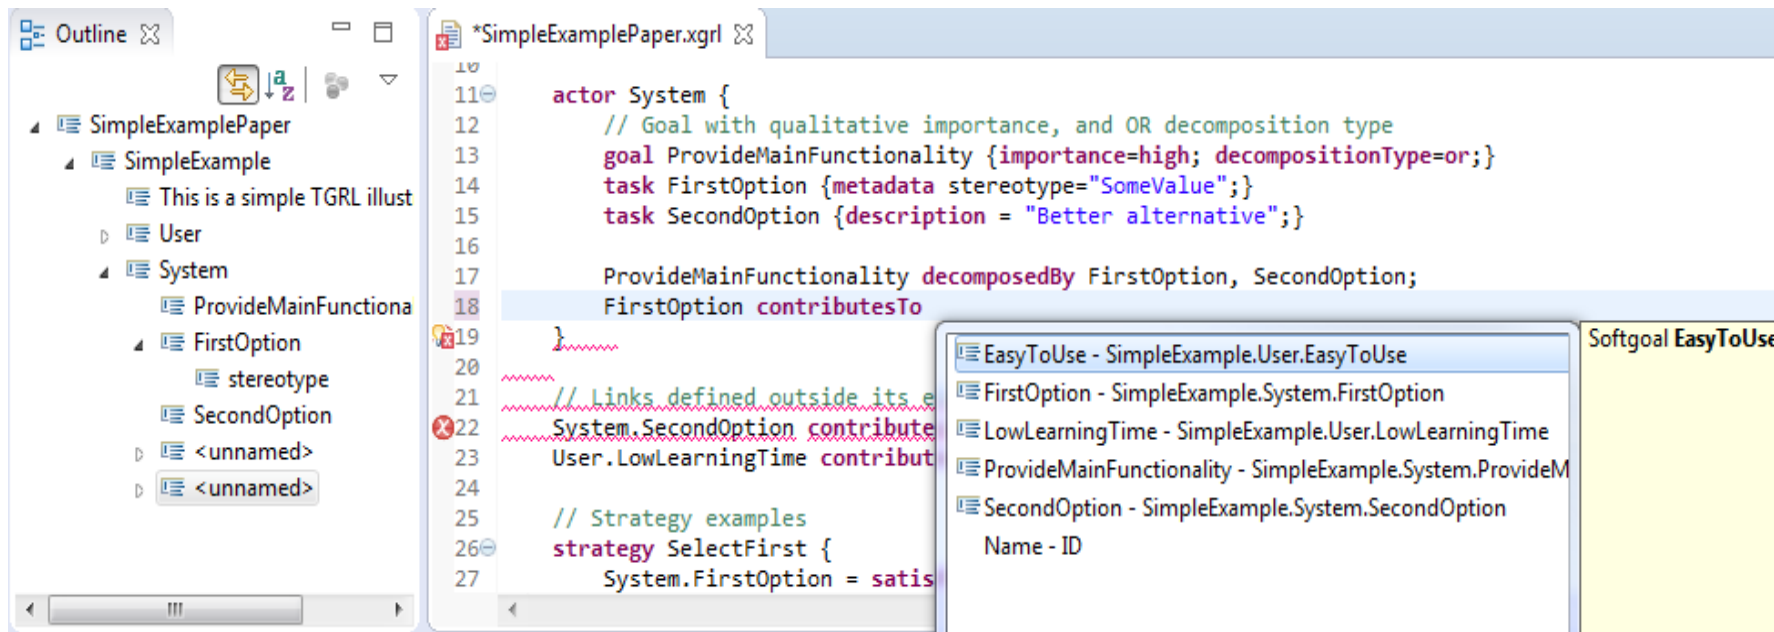 Outline
SimpleExamplePaper
SimpleExample
This is a simple TGRL illust
User
System
ProvideMainFunctiona
FirstOption
stereotype
SecondOption
<unnamed>
<unnamed>
*SimpleExamplePaper.xgrl
10
11 actor System {
12 // Goal with qualitative importance, and OR decomposition type
13 goal ProvideMainFunctionality {importance=high; decompositionType=or;}
14 task FirstOption {metadata stereotype="SomeValue";}
15 task SecondOption {description = "Better alternative";}
16
17 ProvideMainFunctionality decomposedBy FirstOption, SecondOption;
18 FirstOption contributesTo
19 }
20
21 // Links defined outside its e
22 System.SecondOption contribute
23 User.LowLearningTime contribut
24
25 // Strategy examples
26 strategy SelectFirst {
27 System.FirstOption = satis
EasyToUse - SimpleExample.User.EasyToUse
FirstOption - SimpleExample.System.FirstOption
LowLearningTime - SimpleExample.User.LowLearningTime
ProvideMainFunctionality - SimpleExample.System.ProvideM
SecondOption - SimpleExample.System.SecondOption
Name - ID
Softgoal EasyToUse